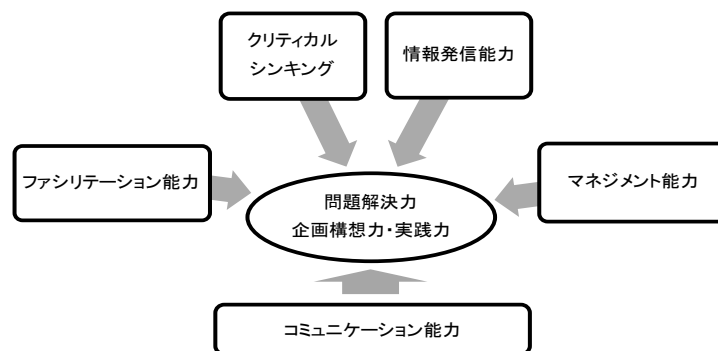 クリティカル
シンキング
情報発信能力
ファシリテーション能力
マネジメント能力
問題解決力
企画構想力・実践力
コミュニケーション能力